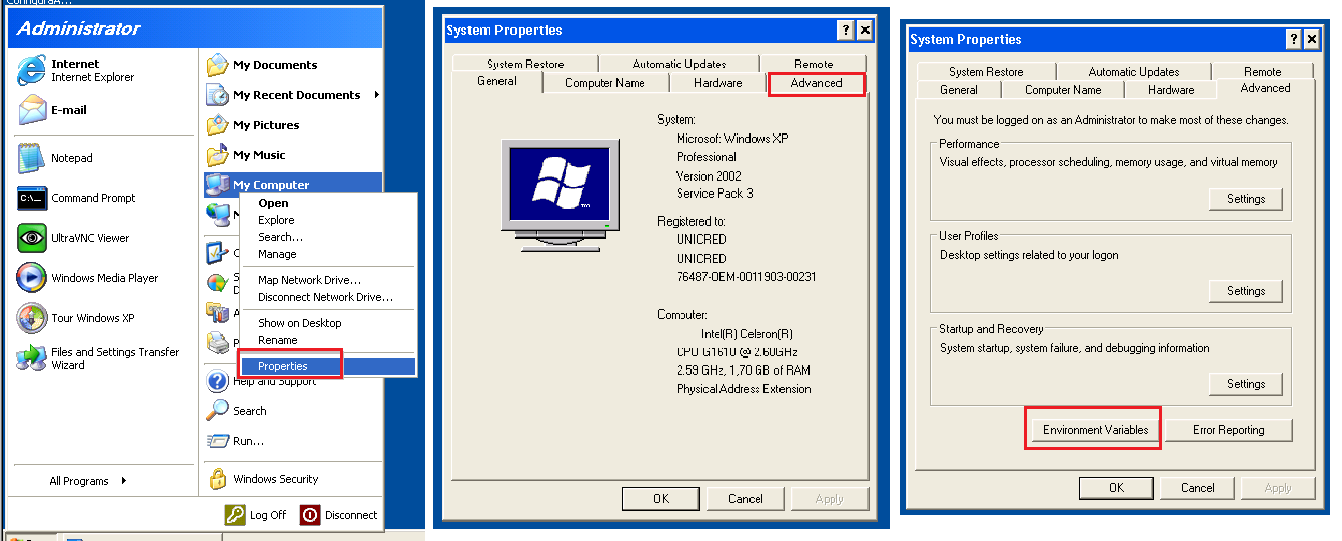 Administrator
Internet
Internet Explorer
E-mail
Notepad
Command Prompt
C:\_
UltraVNC Viewer
Windows Media Player
Tour Windows XP
Files and Settings Transfer
Wizard
All Programs
My Documents
My Recent Documents
My Pictures
My Music
My Computer
Open
Explore
Search...
Manage
Map Network Drive...
Disconnect Network Drive...
Show on Desktop
Rename
Properties
Help and Support
Search
Run...
Windows Security
Log Off
Disconnect
System Properties
System Restore
Automatic Updates
Remote
General
Computer Name
Hardware
Advanced
System:
Microsoft Windows XP
Professional
Version 2002
Service Pack 3
Registered to:
UNICRED
UNICRED
76487-OEM-0011903-00231
Computer:
Intel(R) Celeron(R)
CPU G1610 @ 2.60GHz
2.59 GHz, 1,70 GB of RAM
Physical Address Extension
OK
Cancel
Apply
System Properties
System Restore
Automatic Updates
Remote
General
Computer Name
Hardware
Advanced
You must be logged on as an Administrator to make most of these changes.
Performance
Visual effects, processor scheduling, memory usage, and virtual memory
Settings
User Profiles
Desktop settings related to your logon
Settings
Startup and Recovery
System startup, system failure, and debugging information
Settings
Environment Variables
Error Reporting
OK
Cancel
Apply